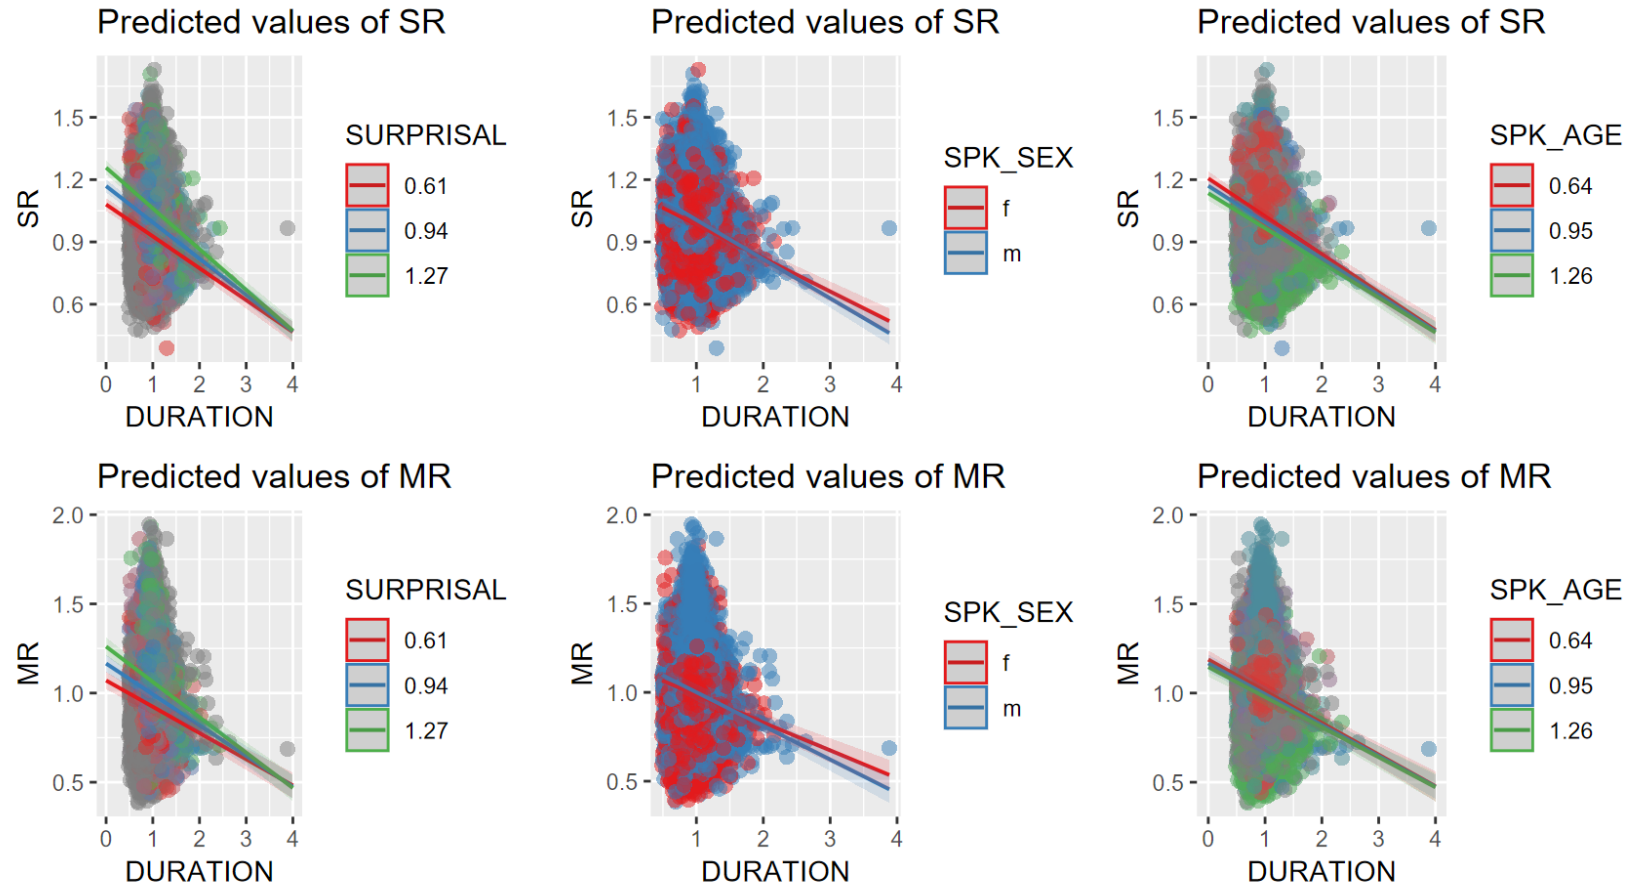 Predicted values of SR
SR
1.5
1.2
0.9
0.6
0 1 2 3 4
DURATION
SURPRISAL
0.61
0.94
1.27
Predicted values of SR
SR
1.5
1.2
0.9
0.6
1 2 3 4
DURATION
SPK_SEX
f
m
Predicted values of SR
SR
1.5
1.2
0.9
0.6
0 1 2 3 4
DURATION
SPK_AGE
0.64
0.95
1.26
Predicted values of MR
MR
2.0
1.5
1.0
0.5
0 1 2 3 4
DURATION
SURPRISAL
0.61
0.94
1.27
Predicted values of MR
MR
2.0
1.5
1.0
0.5
1 2 3 4
DURATION
SPK_SEX
f
m
Predicted values of MR
MR
2.0
1.5
1.0
0.5
0 1 2 3 4
DURATION
SPK_AGE
0.64
0.95
1.26